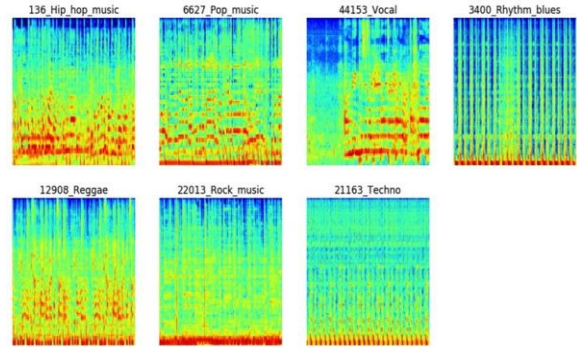 136_Hip_hop_music
6627_Pop_music
44153_Vocal
3400_Rhythm_blues
12908_Reggae
22013_Rock_music
21163_Techno